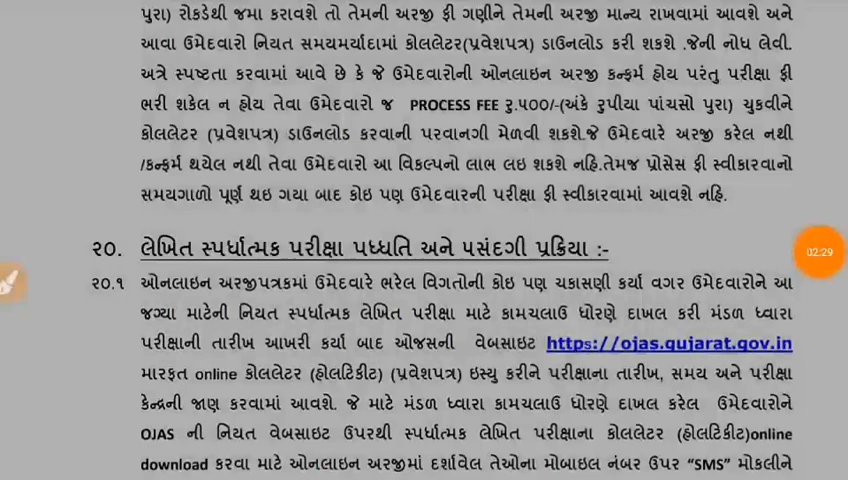 પુરા) રોકડેથી જમા કરાવશે તો તેમની અરજી ફી ગણીને તેમની અરજી માન્ય રાખવામાં આવશે અને
આવા ઉમેદવારો નિયત સમયમર્યાદામાં કોલલેટર(પ્રવેશપત્ર) ડાઉનલોડ કરી શકશે .જેની નોધ લેવી.
અત્રે સ્પષ્ટતા કરવામાં આવે છે કે જે ઉમેદવારોની ઓનલાઇન અરજી કન્ફર્મ હોય પરંતુ પરીક્ષા ફી
ભરી શકેલ ન હોય તેવા ઉમેદવારો જ PROCESS FEE રૂ.૫૦૦/-(અંકે રુપીયા પાંચસો પુરા) ચુકવીને
કોલલેટર (પ્રવેશપત્ર) ડાઉનલોડ કરવાની પરવાનગી મેળવી શકશે.જે ઉમેદવારે અરજી કરેલ નથી
/કન્ફર્મ થયેલ નથી તેવા ઉમેદવારો આ વિકલ્પનો લાભ લઇ શકશે નહિ.તેમજ પ્રોસેસ ફી સ્વીકારવાનો
સમયગાળો પૂર્ણ થઇ ગયા બાદ કોઇ પણ ઉમેદવારની પરીક્ષા ફી સ્વીકારવામાં આવશે નહિ.
૨૦. લેખિત સ્પર્ધાત્મક પરીક્ષા પધ્ધતિ અને પસંદગી પ્રક્રિયા :-
02:29
૨૦.૧ ઓનલાઇન અરજીપત્રકમાં ઉમેદવારે ભરેલ વિગતોની કોઇ પણ ચકાસણી કર્યા વગર ઉમેદવારોને આ
જગ્યા માટેની નિયત સ્પર્ધાત્મક લેખિત પરીક્ષા માટે કામચલાઉ ધોરણે દાખલ કરી મંડળ ધ્વારા
પરીક્ષાની તારીખ આખરી કર્યા બાદ ઓજસની વેબસાઇટ https://ojas.gujarat.gov.in
મારફત online કોલલેટર (હોલટિકીટ) (પ્રવેશપત્ર) ઇસ્યુ કરીને પરીક્ષાના તારીખ, સમય અને પરીક્ષા
કેન્દ્રની જાણ કરવામાં આવશે. જે માટે મંડળ ધ્વારા કામચલાઉ ધોરણે દાખલ કરેલ ઉમેદવારોને
OJAS ની નિયત વેબસાઇટ ઉપરથી સ્પર્ધાત્મક લેખિત પરીક્ષાના કોલલેટર (હોલટિકીટ)online
download કરવા માટે ઓનલાઇન અરજીમાં દર્શાવેલ તેઓના મોબાઇલ નંબર ઉપર “SMS” મોકલીને